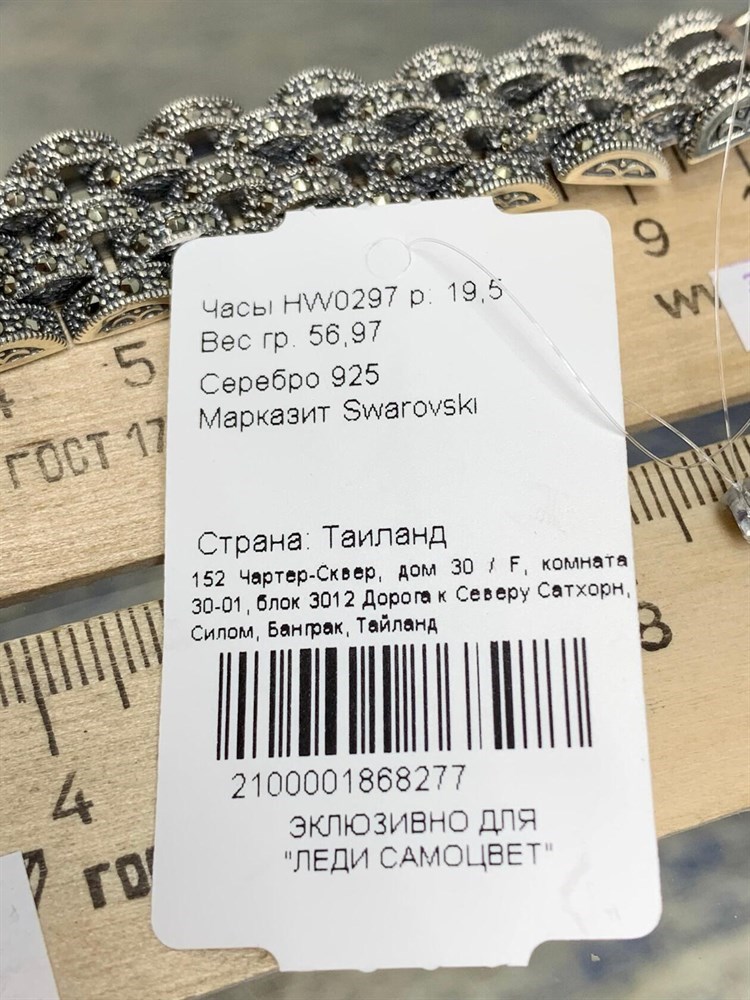 Часы HW0297 р: 19,5
Вес гр. 56,97
Серебро 925
Марказит Swarovski
Страна: Таиланд
152 Чартер-Сквер, дом 30 / F, комната
30-01, блок 3012 Дорога к Северу Сатхорн,
Силом, Банграк, Тайланд
2100001868277
ЭКЛЮЗИВНО ДЛЯ
"ЛЕДИ САМОЦВЕТ"
9
5
ГОСТ 17
8
4